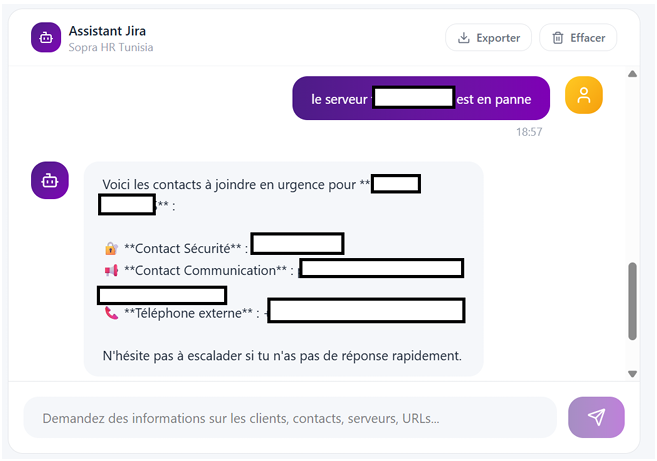 Assistant Jira
Sopra HR Tunisia
Exporter
Effacer
le serveur est en panne
18:57
Voici les contacts à joindre en urgence pour **
** :
**Contact Sécurité** :
**Contact Communication** :
**Téléphone externe** :
N'hésite pas à escalader si tu n'as pas de réponse rapidement.
Demandez des informations sur les clients, contacts, serveurs, URLs...